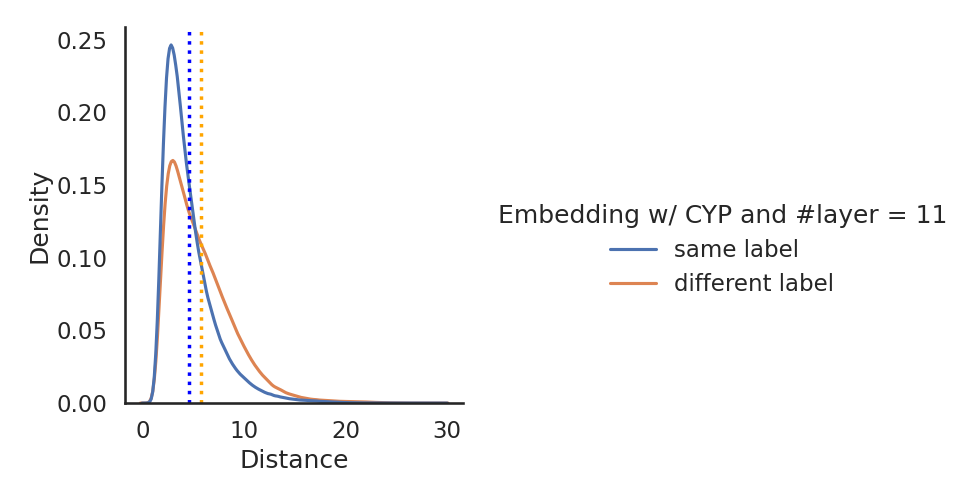 0.25
0.20
0.15
0.10
0.05
0.00
Density
0
10
20
30
Distance
Embedding w/ CYP and #layer = 11
same label
different label